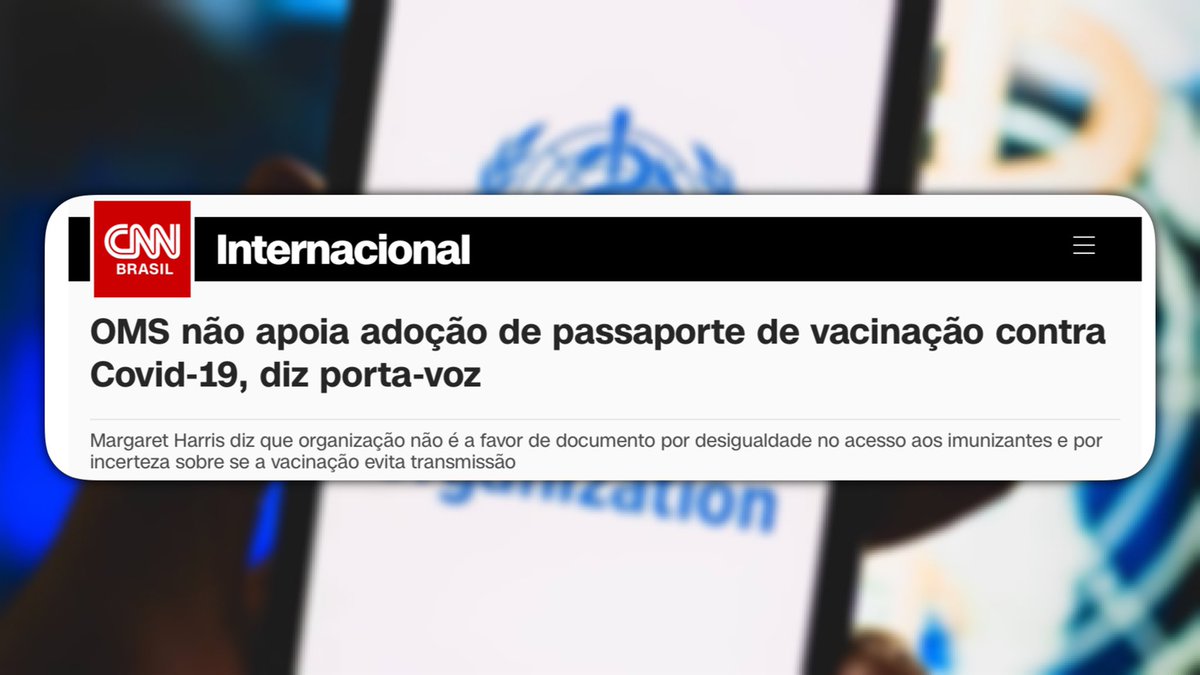 CNN
BRASIL
Internacional
OMS não apoia adoção de passaporte de vacinação contra
Covid-19, diz porta-voz
Margaret Harris diz que organização não é a favor de documento por desigualdade no acesso aos imunizantes e por
incerteza sobre se a vacinação evita transmissão